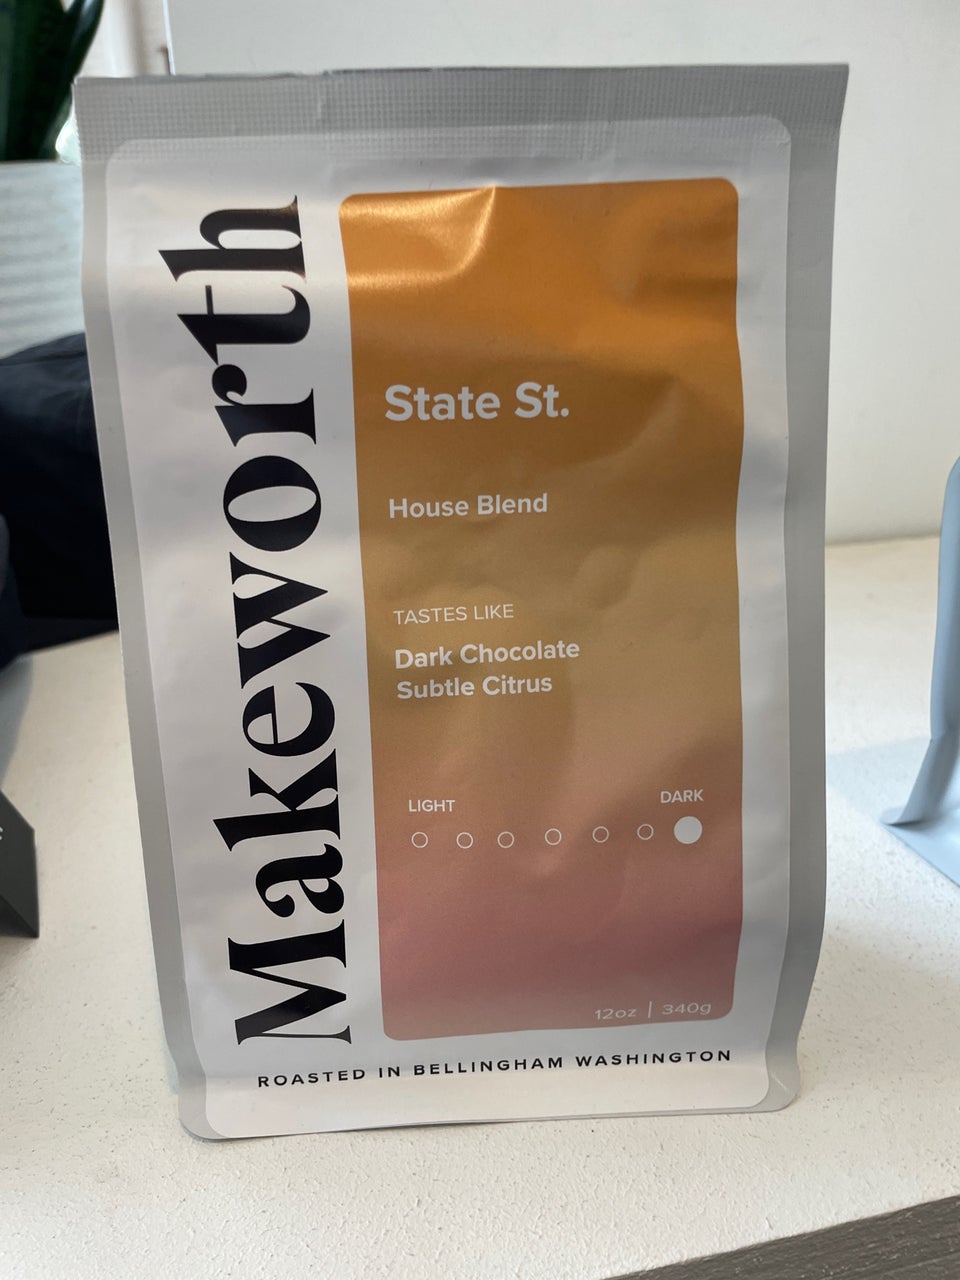 Makeworth
State St.
House Blend
TASTES LIKE
Dark Chocolate
Subtle Citrus
LIGHT DARK
12oz | 340g
ROASTED IN BELLINGHAM WASHINGTON